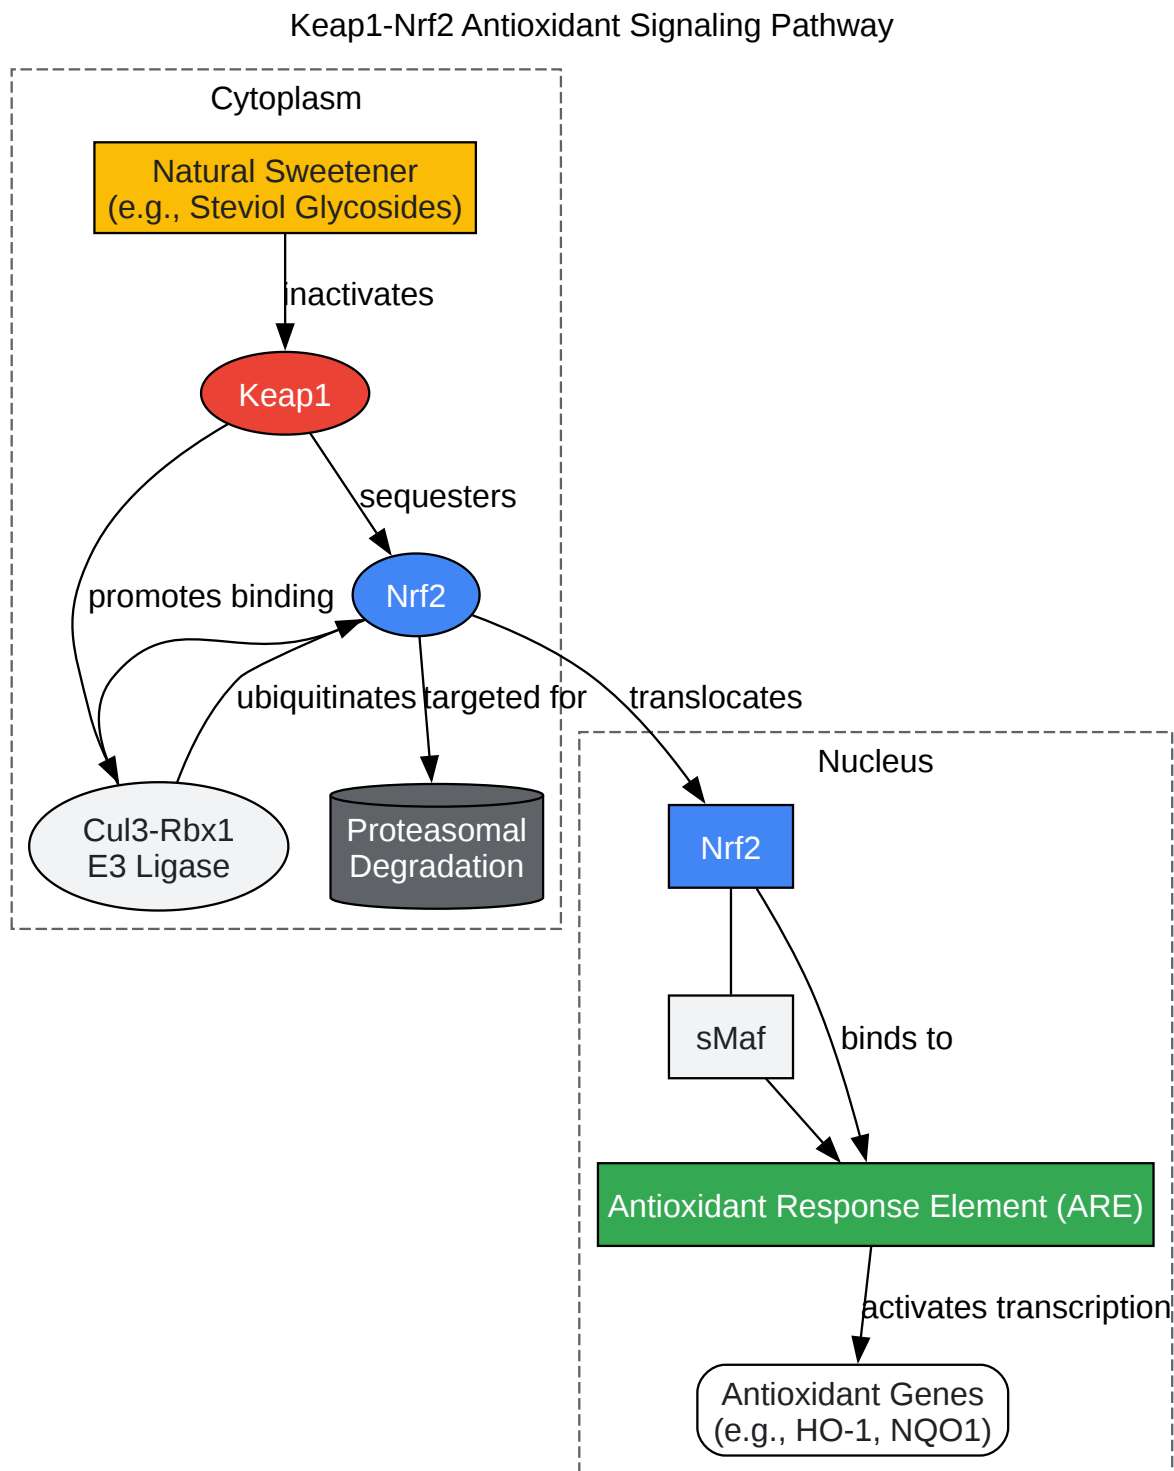 Keap1-Nrf2 Antioxidant Signaling Pathway
Cytoplasm
Natural Sweetener
(e.g., Steviol Glycosides)
inactivates
Keap1
sequesters
promotes binding
Nrf2
ubiquitinates
targeted for
translocates
Nucleus
Cul3-Rbx1
E3 Ligase
Proteasomal
Degradation
Nrf2
sMaf
binds to
Antioxidant Response Element (ARE)
activates transcription
Antioxidant Genes
(e.g., HO-1, NQO1)